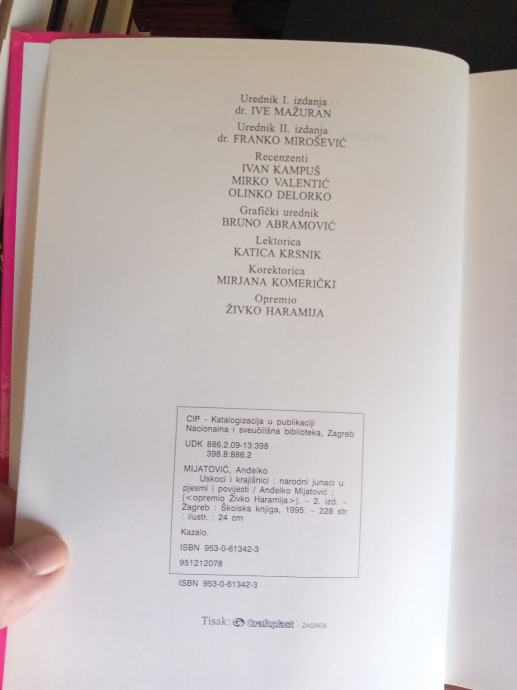 Urednik I. izdanja
dr. IVE MAŽURAN
Urednik II. izdanja
dr. FRANKO MIROŠEVIĆ
Recenzenti
IVAN KAMPUŠ
MIRKO VALENTIĆ
OLINKO DELORKO
Grafički urednik
BRUNO ABRAMOVIĆ
Lektorica
KATICA KRSNIK
Korektorica
MIRJANA KOMERIČKI
Opremio
ŽIVKO HARAMIJA
CIP - Katalogizacija u publikaciji
Nacionalna i sveučilišna biblioteka, Zagreb
UDK 886.2.09-13:398
398.8:886.2
MIJATOVIĆ, Anđelko
Uskoci i krajišnici : narodni junaci u
pjesmi i povijesti / Anđelko Mijatović ;
[<opremio Živko Haramija>]. – 2. izd. –
Zagreb : Školska knjiga, 1995. – 228 str.
: ilustr. ; 24 cm
Kazalo.
ISBN 953-0-61342-3
951212078
ISBN 953-0-61342-3
Tisak: - ZAGREB